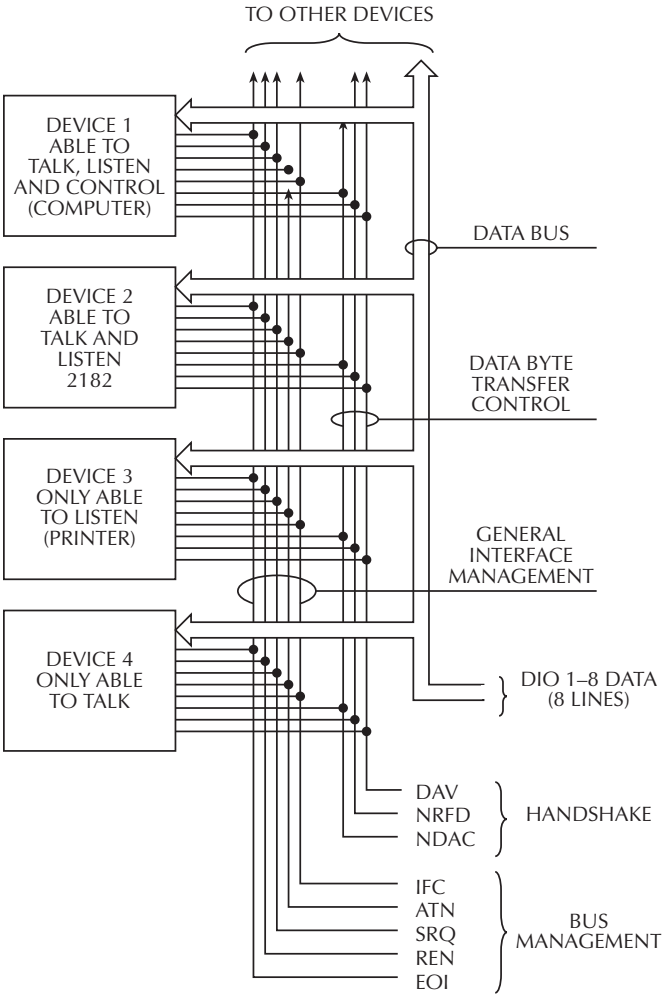 TO OTHER DEVICES
DEVICE 1
ABLE TO
TALK, LISTEN
AND CONTROL
(COMPUTER)
DATA BUS
DEVICE 2
ABLE TO
TALK AND
LISTEN
2182
DATA BYTE
TRANSFER
CONTROL
DEVICE 3
ONLY ABLE
TO LISTEN
(PRINTER)
GENERAL
INTERFACE
MANAGEMENT
DEVICE 4
ONLY ABLE
TO TALK
DIO 1–8 DATA
(8 LINES)
DAV
NRFD
NDAC
HANDSHAKE
IFC
ATN
SRQ
REN
EOI
BUS
MANAGEMENT